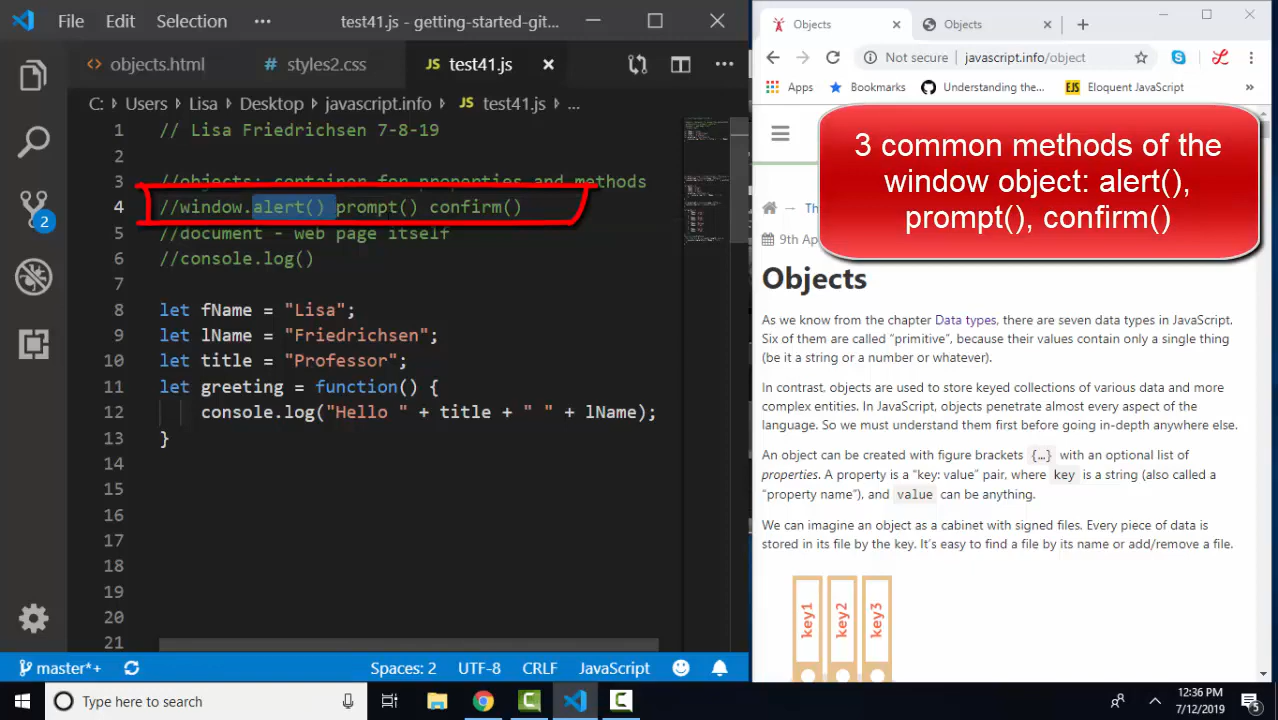 File Edit Selection ··· test41.js - getting-started-git...
objects.html styles2.css JS test41.js
C: > Users > Lisa > Desktop > javascript.info > JS test41.js > ...
1 // Lisa Friedrichsen 7-8-19
2
3 //objects: container for properties and methods
4 //window.alert() prompt() confirm()
5 //document - web page itself
6 //console.log()
7
8 let fName = "Lisa";
9 let lName = "Friedrichsen";
10 let title = "Professor";
11 let greeting = function() {
12 console.log("Hello " + title + " " + lName);
13 }
14
15
16
17
18
19
20
21
2
master*+ Spaces: 2 UTF-8 CRLF JavaScript
Objects Objects
Not secure | javascript.info/object
Apps Bookmarks Understanding the... EJS Eloquent JavaScript »
3 common methods of the
window object: alert(),
prompt(), confirm()
Th
9th Ap
Objects
As we know from the chapter Data types, there are seven data types in JavaScript.
Six of them are called “primitive”, because their values contain only a single thing
(be it a string or a number or whatever).
In contrast, objects are used to store keyed collections of various data and more
complex entities. In JavaScript, objects penetrate almost every aspect of the
language. So we must understand them first before going in-depth anywhere else.
An object can be created with figure brackets {…} with an optional list of
properties. A property is a “key: value” pair, where key is a string (also called a
“property name”), and value can be anything.
We can imagine an object as a cabinet with signed files. Every piece of data is
stored in its file by the key. It’s easy to find a file by its name or add/remove a file.
key1 key2 key3
Type here to search
12:36 PM
7/12/2019
5